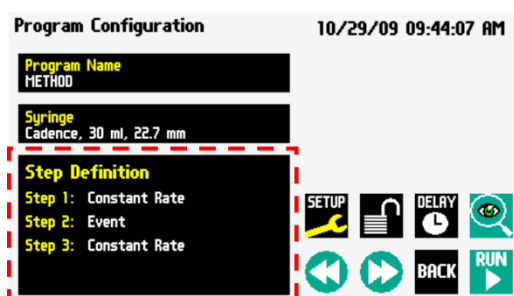 Program Configuration
10/29/09 09:44:07 AM
Program Name
METHOD
Syringe
Cadence, 30 ml, 22.7 mm
Step Definition
Step 1: Constant Rate
Step 2: Event
Step 3: Constant Rate
SETUP
DELAY
BACK
RUN